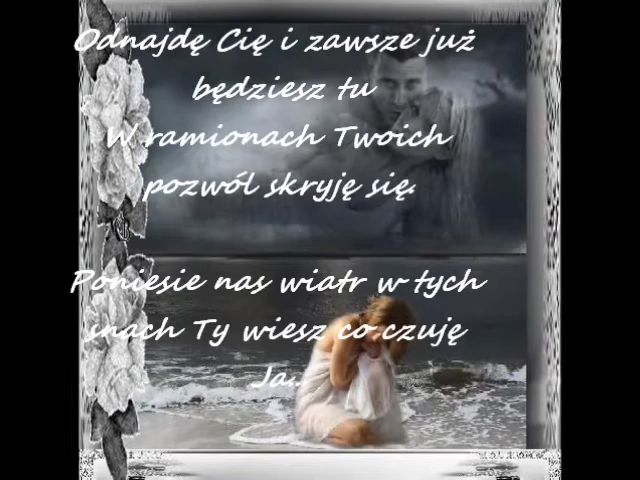 Odnajdę Cię i zawsze już
będziesz tu
W ramionach Twoich
pozwól skryję się.
Poniesie nas wiatr w tych
snach Ty wiesz co czuję
Ja...